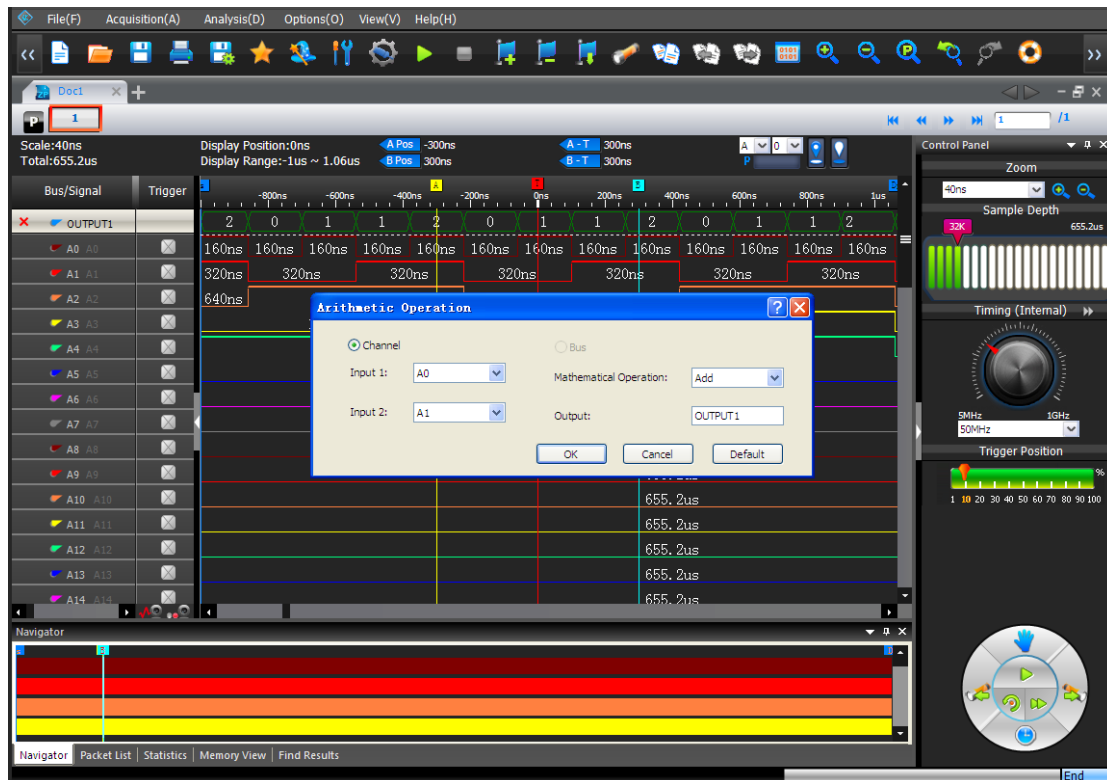 File(F) Acquisition(A) Analysis(D) Options(O) View(V) Help(H)
Doc1
P 1 1 /1
Scale:40ns Display Position:0ns A Pos -300ns A - T 300ns A 0
Total:655.2us Display Range:-1us ~ 1.06us B Pos 300ns B - T 300ns P
Control Panel
Zoom
40ns
Sample Depth
32K 655.2us
Timing (Internal)
5MHz 1GHz
50MHz
Trigger Position
%
1 10 20 30 40 50 60 70 80 90 100
Bus/Signal Trigger -800ns -600ns -400ns -200ns 0ns 200ns 400ns 600ns 800ns 1us
OUTPUT1 2 0 1 1 2 0 1 1 2 0 1 1 2
A0 A0 160ns 160ns 160ns 160ns 160ns 160ns 160ns 160ns 160ns 160ns 160ns 160ns 160ns
A1 A1 320ns 320ns 320ns 320ns 320ns 320ns 320ns
A2 A2 640ns
A3 A3
A4 A4
A5 A5
A6 A6
A7 A7
A8 A8
A9 A9
A10 A10 655.2us
A11 A11 655.2us
A12 A12 655.2us
A13 A13 655.2us
A14 A14 655.2us
Arithmetic Operation
Channel Bus
Input 1: A0 Mathematical Operation: Add
Input 2: A1 Output: OUTPUT1
OK Cancel Default
Navigator
Navigator Packet List Statistics Memory View Find Results
End